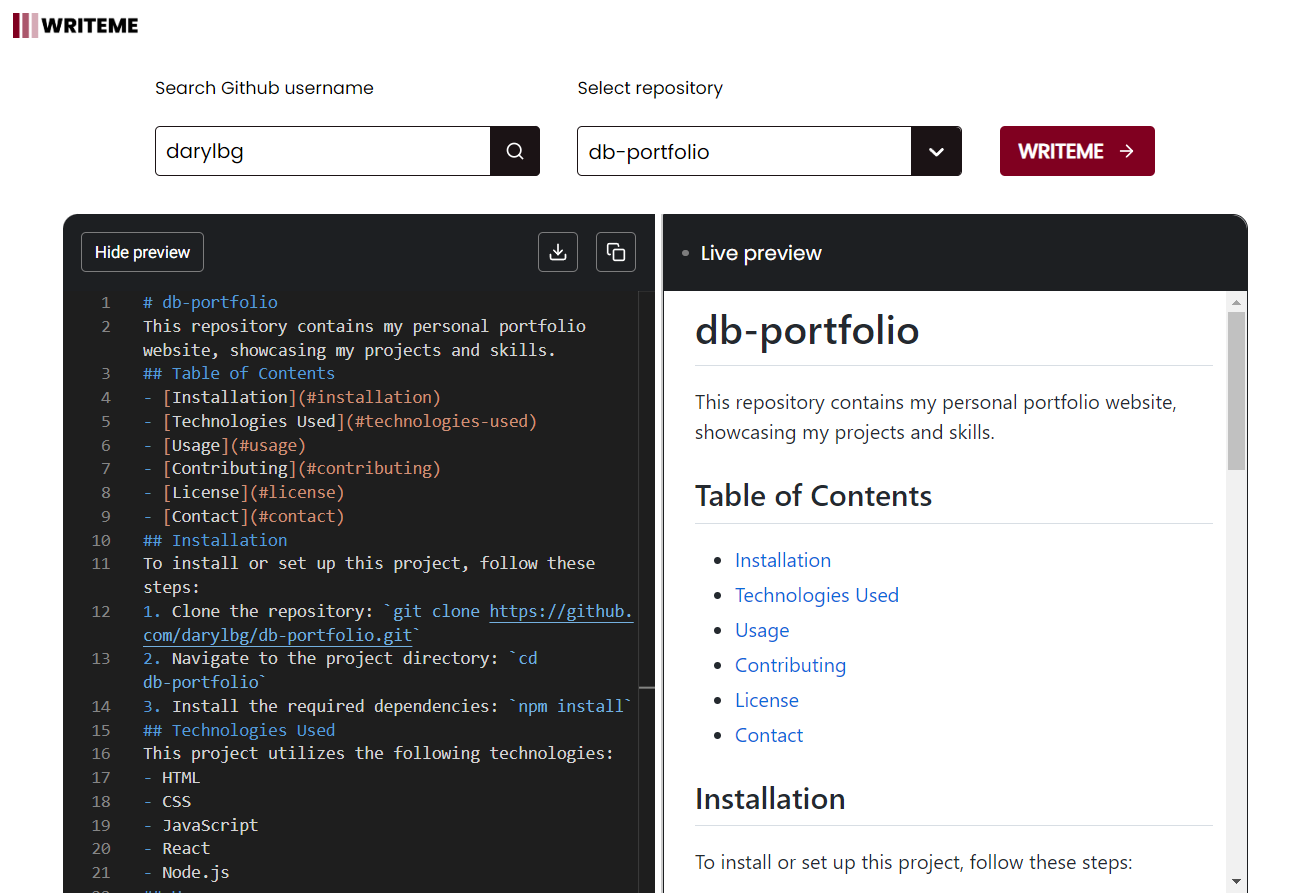 WRITEME
Search Github username
Select repository
darylbg
db-portfolio
WRITEME
Hide preview
1 # db-portfolio
2 This repository contains my personal portfolio
website, showcasing my projects and skills.
3 ## Table of Contents
4 - [Installation](#installation)
5 - [Technologies Used](#technologies-used)
6 - [Usage](#usage)
7 - [Contributing](#contributing)
8 - [License](#license)
9 - [Contact](#contact)
10 ## Installation
11 To install or set up this project, follow these
steps:
12 1. Clone the repository: `git clone https://github.
com/darylbg/db-portfolio.git`
13 2. Navigate to the project directory: `cd
db-portfolio`
14 3. Install the required dependencies: `npm install`
15 ## Technologies Used
16 This project utilizes the following technologies:
17 - HTML
18 - CSS
19 - JavaScript
20 - React
21 - Node.js
Live preview
db-portfolio
This repository contains my personal portfolio website,
showcasing my projects and skills.
Table of Contents
• Installation
• Technologies Used
• Usage
• Contributing
• License
• Contact
Installation
To install or set up this project, follow these steps: